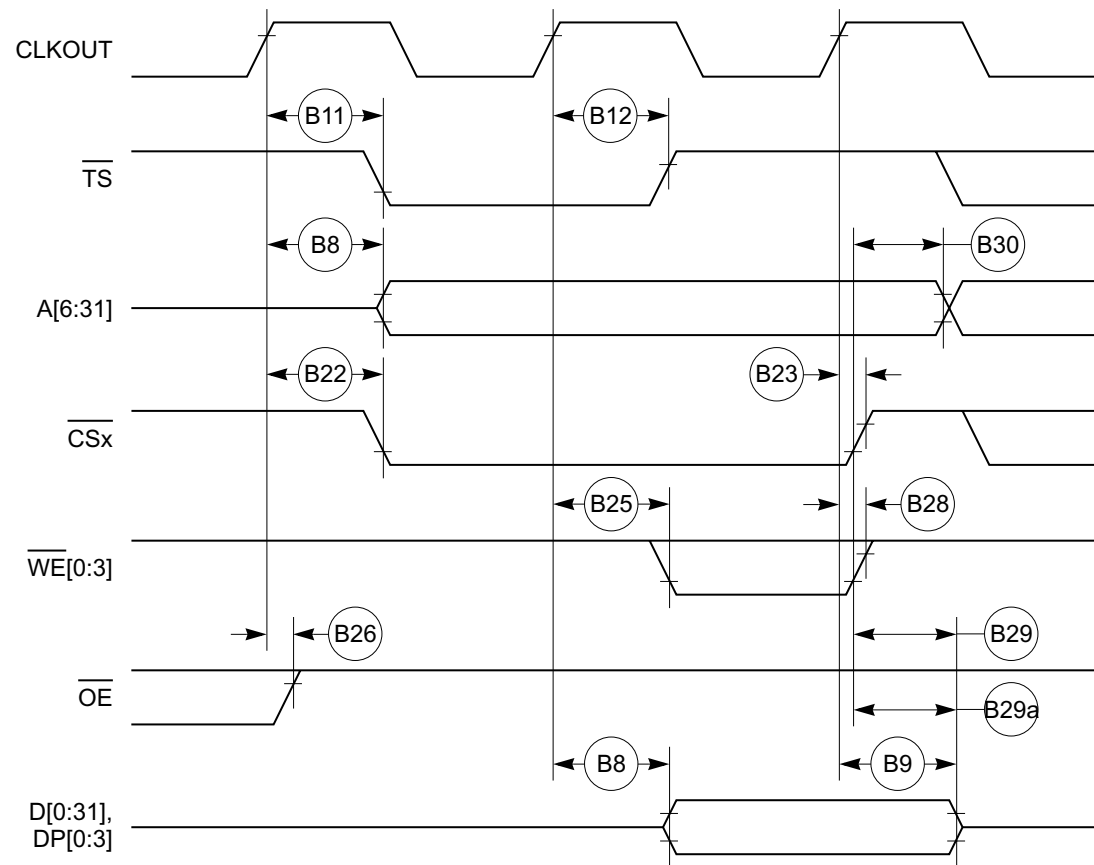 CLKOUT
B11
B12
TS
B8
B30
A[6:31]
B22
B23
CSx
B25
B28
WE[0:3]
B26
B29
OE
B29a
B8
B9
D[0:31],
DP[0:3]